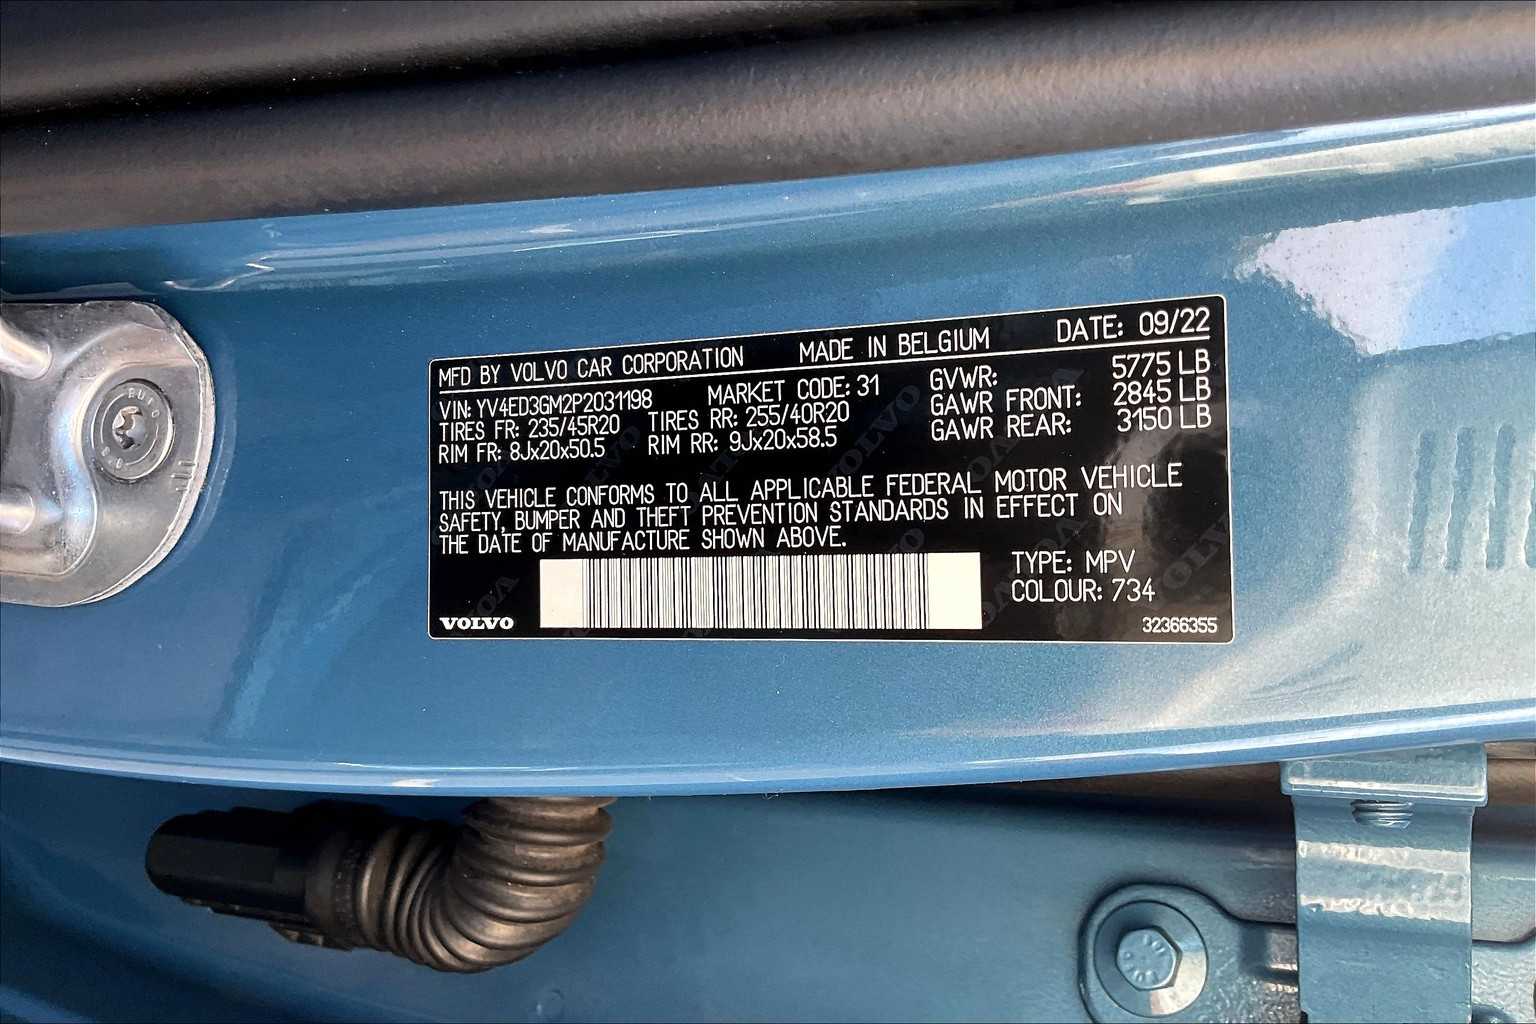 MFD BY VOLVO CAR CORPORATION MADE IN BELGIUM DATE: 09/22
VIN: YV4ED3GM2P2031198 MARKET CODE: 31 GVWR: 5775 LB
TIRES FR: 235/45R20 TIRES RR: 255/40R20 GAWR FRONT: 2845 LB
RIM FR: 8Jx20x50.5 RIM RR: 9Jx20x58.5 GAWR REAR: 3150 LB
THIS VEHICLE CONFORMS TO ALL APPLICABLE FEDERAL MOTOR VEHICLE
SAFETY, BUMPER AND THEFT PREVENTION STANDARDS IN EFFECT ON
THE DATE OF MANUFACTURE SHOWN ABOVE.
TYPE: MPV
COLOUR: 734
VOLVO
32366355